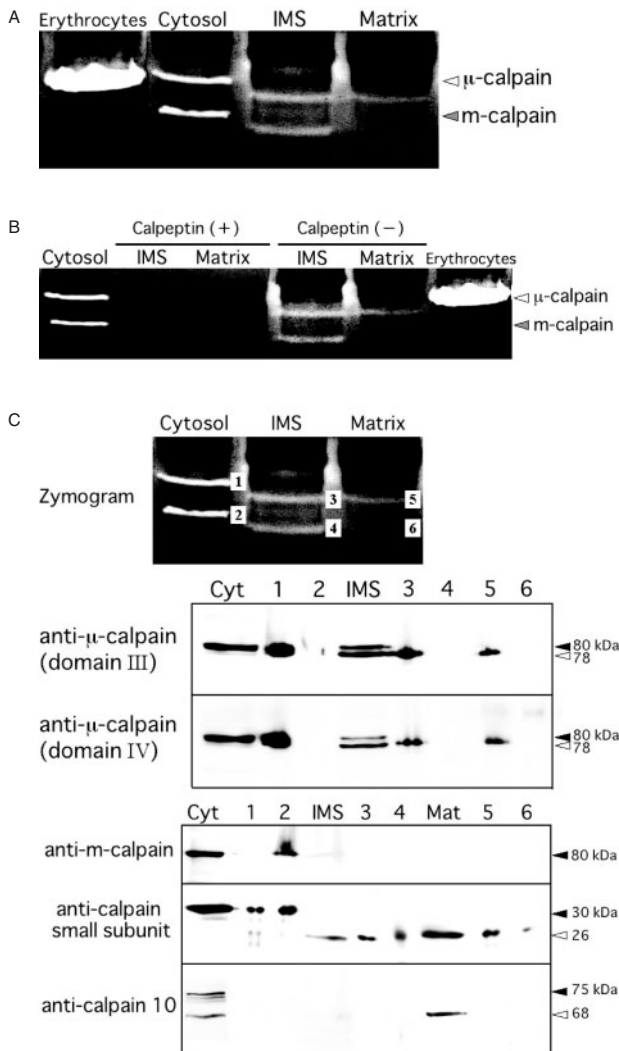 A
Erythrocytes Cytosol IMS Matrix
μ-calpain
m-calpain
B
Calpeptin (+) Calpeptin (−)
Cytosol IMS Matrix IMS Matrix Erythrocytes
μ-calpain
m-calpain
C
Cytosol IMS Matrix
Zymogram
1
2
3
4
5
6
Cyt 1 2 IMS 3 4 5 6
anti-μ-calpain
(domain III)
80 kDa
78
anti-μ-calpain
(domain IV)
80 kDa
78
Cyt 1 2 IMS 3 4 Mat 5 6
anti-m-calpain
80 kDa
anti-calpain
small subunit
30 kDa
26
anti-calpain 10
75 kDa
68